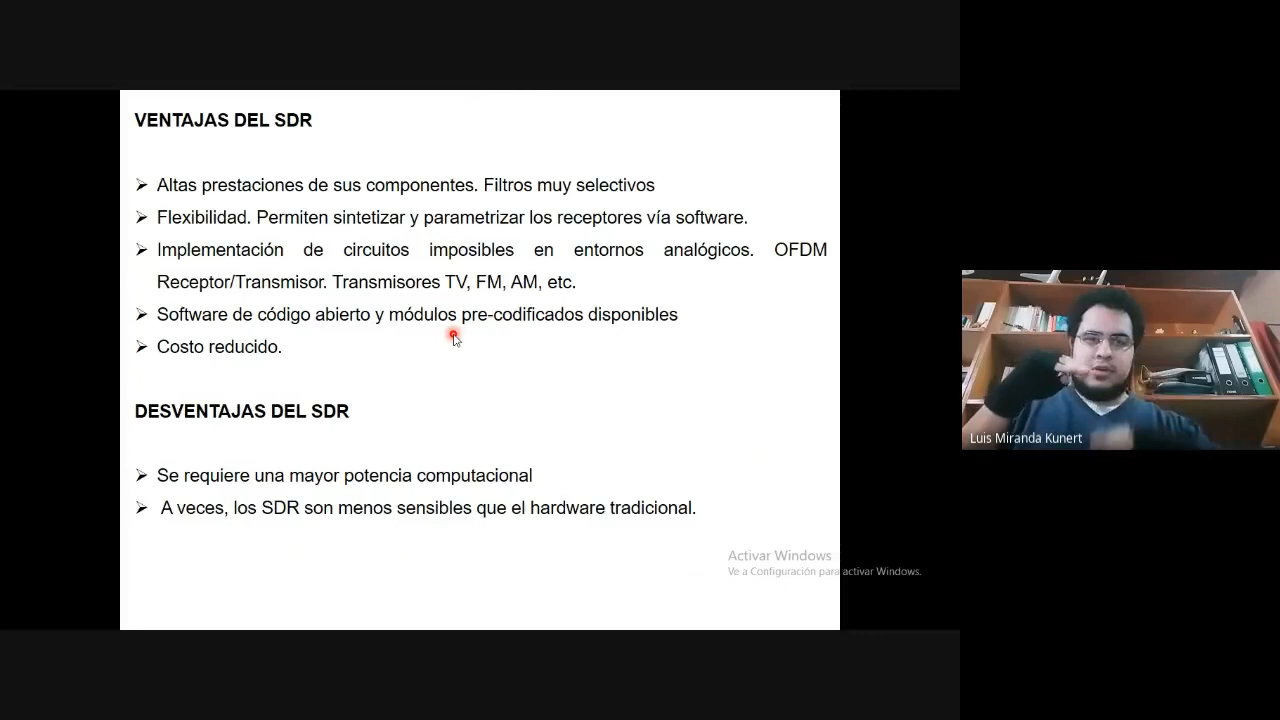 VENTAJAS DEL SDR
➢ Altas prestaciones de sus componentes. Filtros muy selectivos
➢ Flexibilidad. Permiten sintetizar y parametrizar los receptores vía software.
➢ Implementación de circuitos imposibles en entornos analógicos. OFDM
Receptor/Transmisor. Transmisores TV, FM, AM, etc.
➢ Software de código abierto y módulos pre-codificados disponibles
➢ Costo reducido.
DESVENTAJAS DEL SDR
➢ Se requiere una mayor potencia computacional
➢ A veces, los SDR son menos sensibles que el hardware tradicional.
Activar Windows
Ve a Configuración para activar Windows.
Luis Miranda Kunert